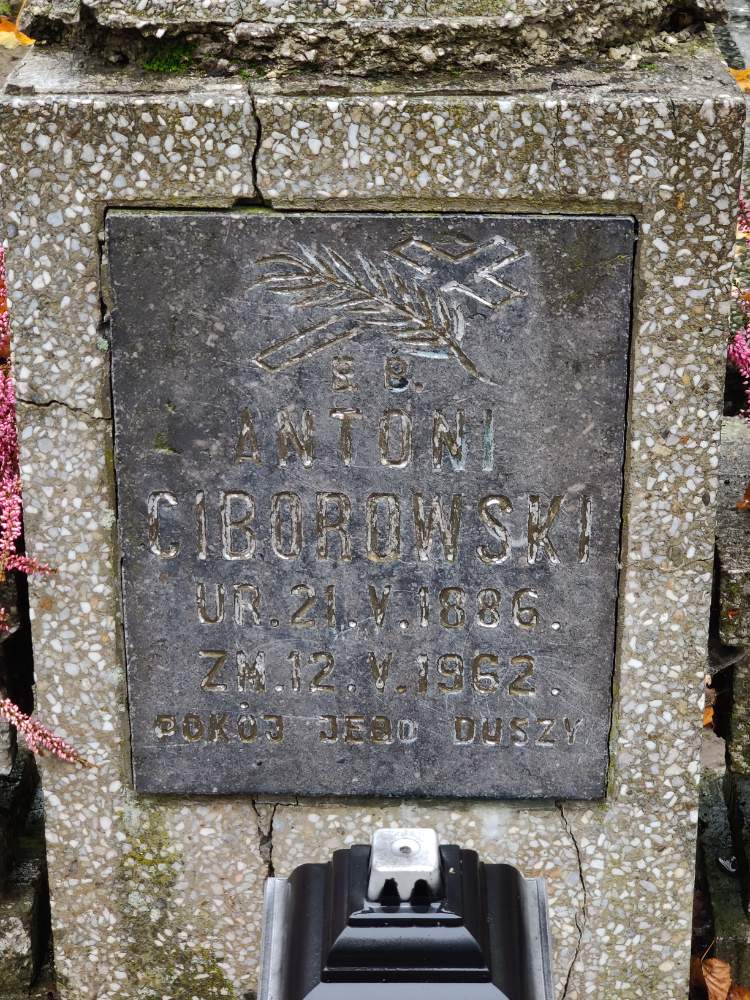 Ś. B.
ANTONI
CIBOROWSKI
UR. 21. V. 1886.
ZM. 12. V. 1962.
POKÓJ JEGO DUSZY